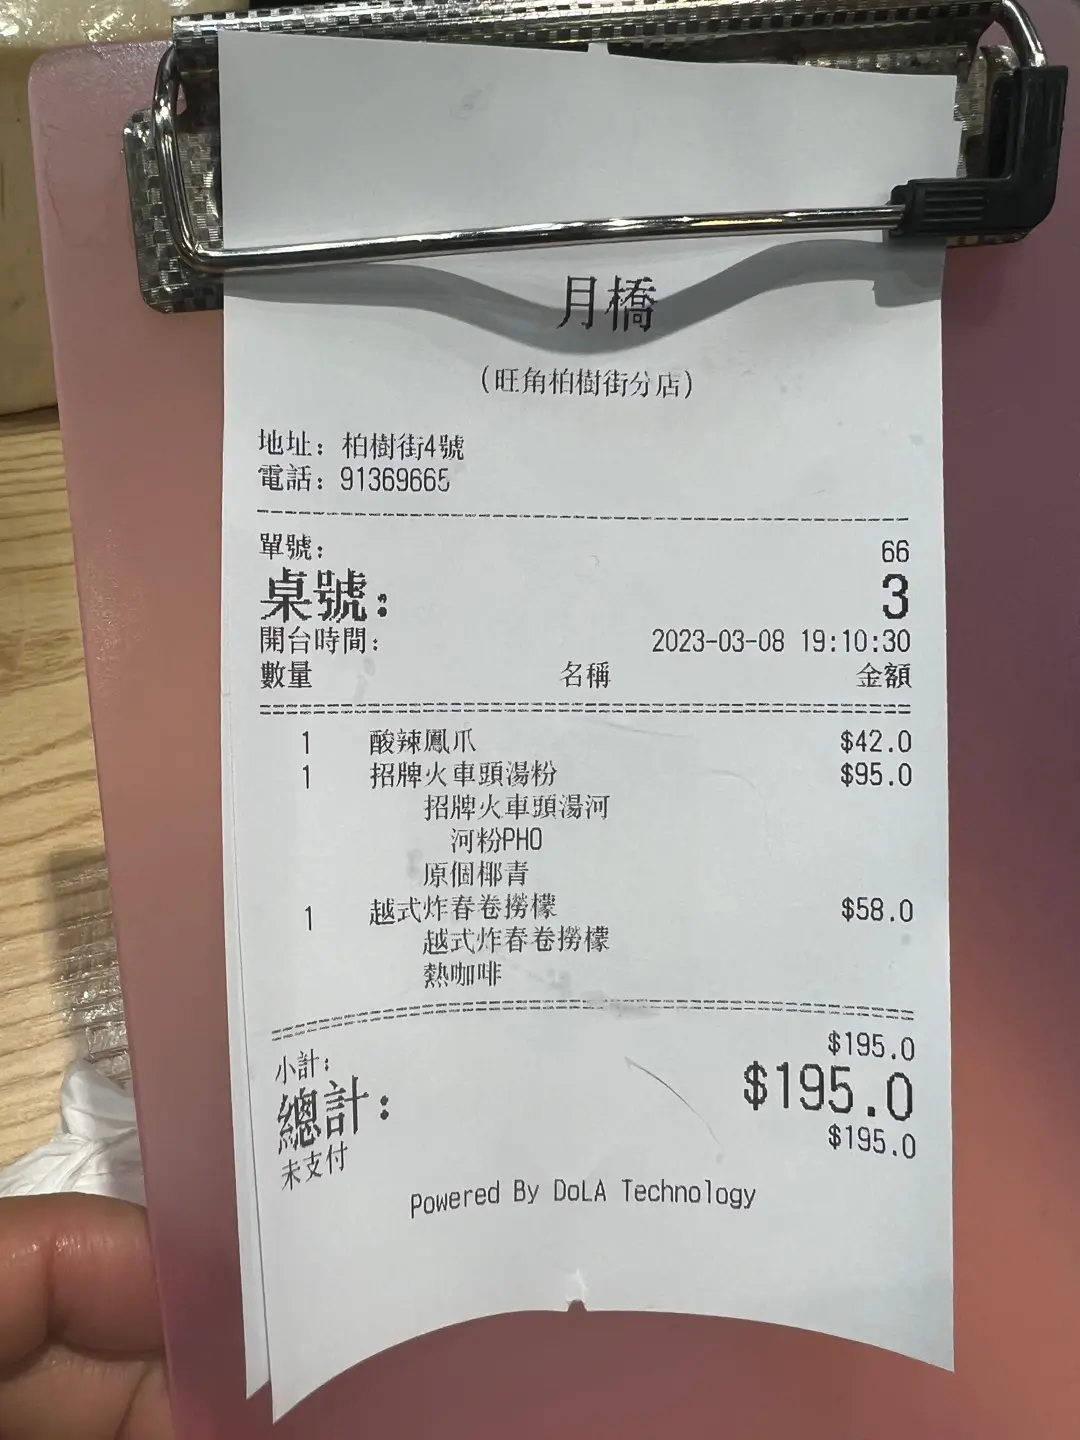 月橋
(旺角柏樹街分店)
地址：柏樹街4號
電話：91369665
單號： 66
桌號： 3
開台時間： 2023-03-08 19:10:30
數量 名稱 金額
1 酸辣鳳爪 $42.0
1 招牌火車頭湯粉 $95.0
招牌火車頭湯河
河粉PHO
原個椰青
1 越式炸春卷撈檬 $58.0
越式炸春卷撈檬
熱咖啡
小計： $195.0
總計： $195.0
未支付 $195.0
Powered By DoLA Technology